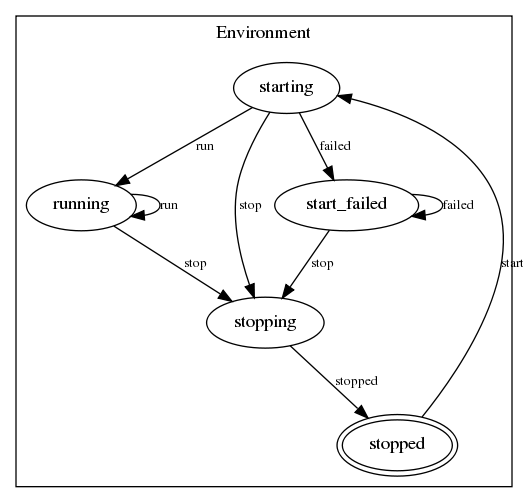 Environment
starting
run
failed
running
run
stop
start_failed
failed
stop
stop
start
stopping
stopped
stopped